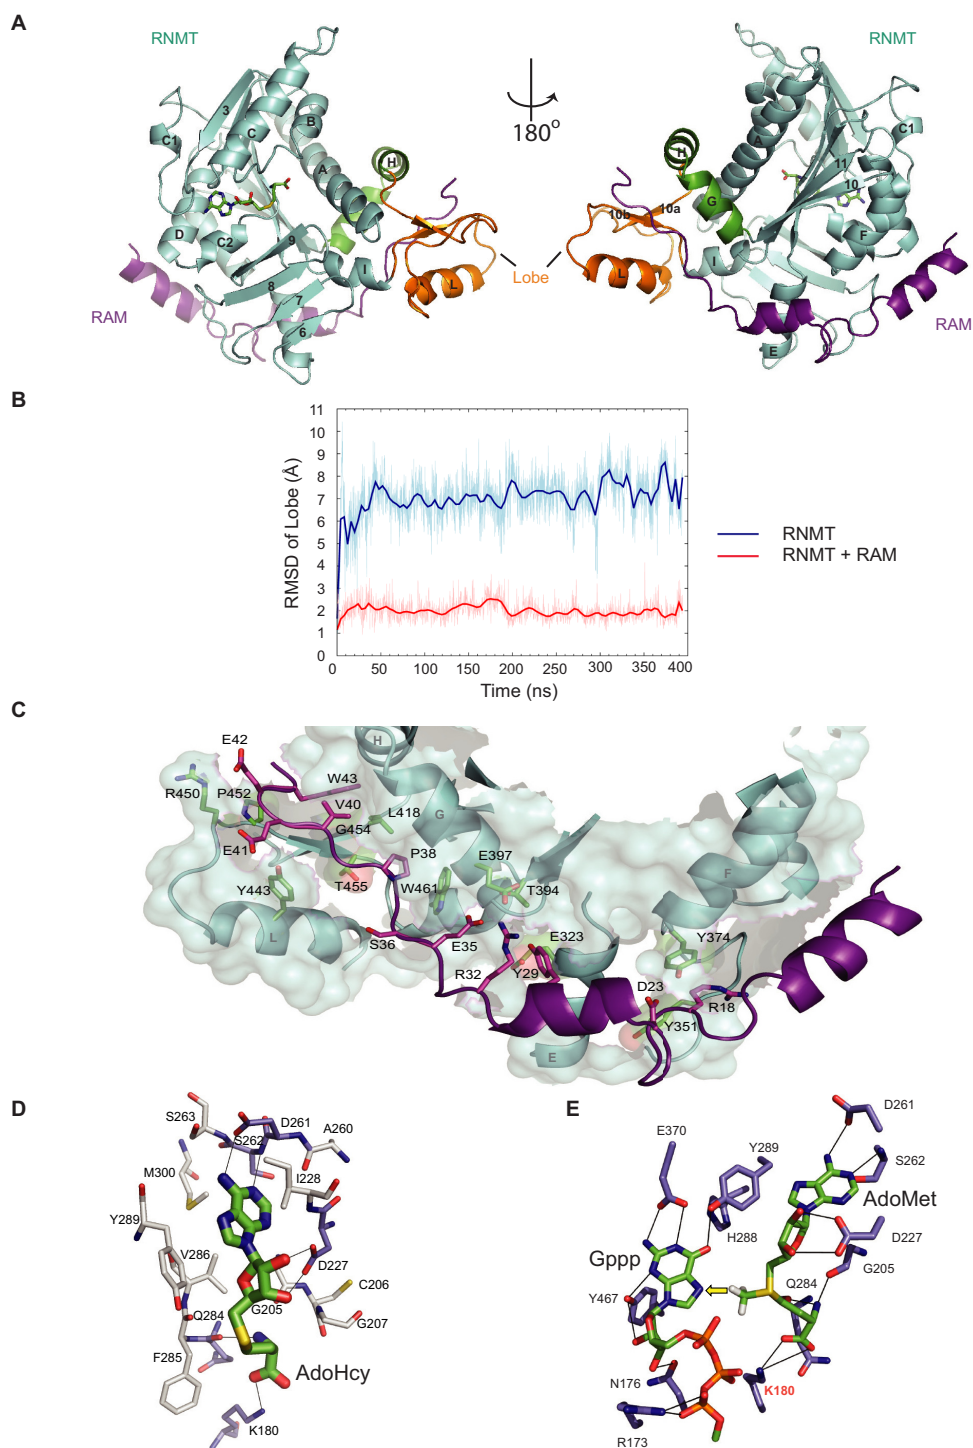 A
RNMT
RNMT
3
C
B
C1
A
H
D
C2
9
I
8
7
6
L
RAM
180°
Lobe
H
A
C1
11
10
G
10b
10a
F
I
L
E
RAM
B
11
10
9
8
7
6
5
4
3
2
1
0
RMSD of Lobe (Å)
0 50 100 150 200 250 300 350 400
Time (ns)
RNMT
RNMT + RAM
C
E42
H
R450
P452
W43
V40
G454
L418
G
E41
P38
E397
Y443
T455
W461
T394
F
L
S36
E35
E323
Y374
R32
Y29
D23
R18
Y351
E
D
S263
D261
S262
A260
M300
I228
Y289
V286
D227
C206
Q284
G205
G207
F285
AdoHcy
K180
E
D261
E370
Y289
S262
AdoMet
H288
D227
Gppp
G205
Y467
Q284
N176
K180
R173